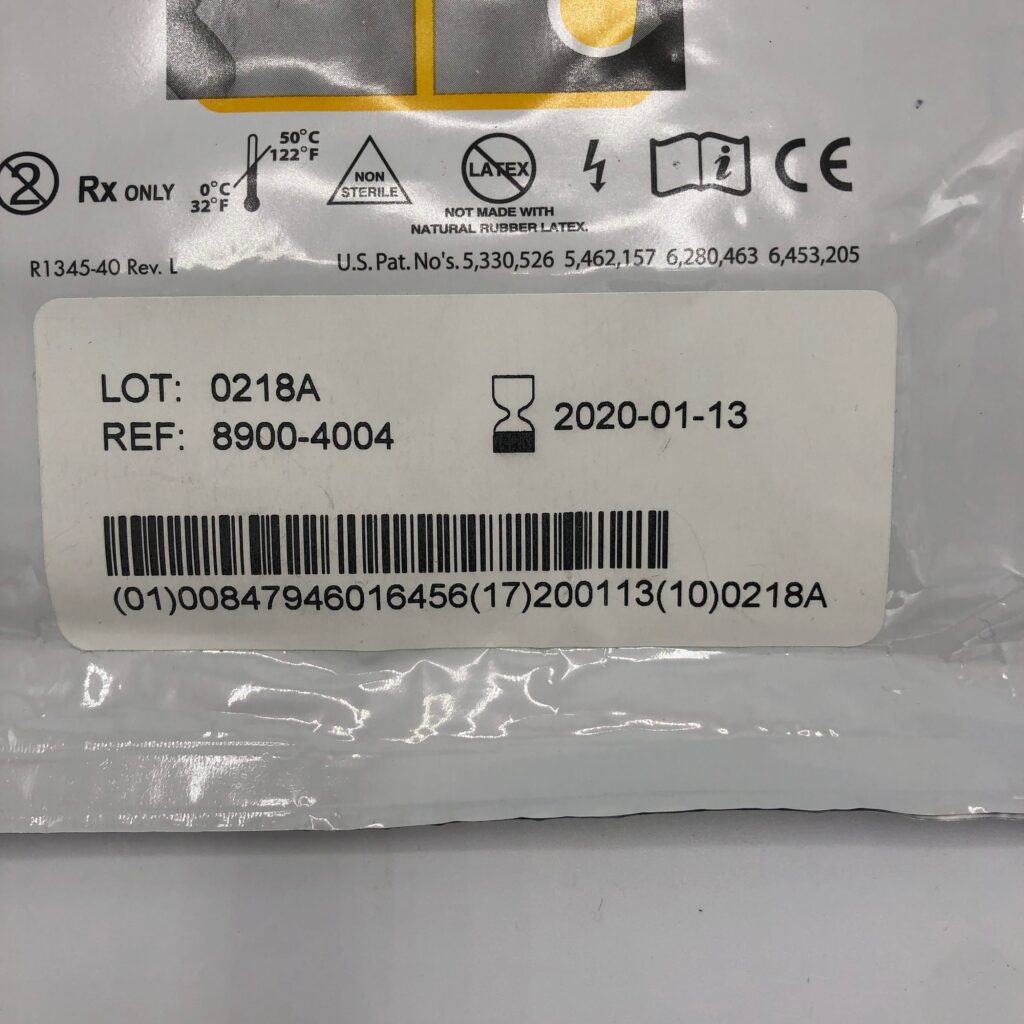 2
Rx ONLY
50°C
122°F
0°C
32°F
NON
STERILE
LATEX
NOT MADE WITH
NATURAL RUBBER LATEX.
i
CE
R1345-40 Rev. L
U.S. Pat. No's. 5,330,526 5,462,157 6,280,463 6,453,205
LOT: 0218A
REF: 8900-4004
2020-01-13
(01)00847946016456(17)200113(10)0218A